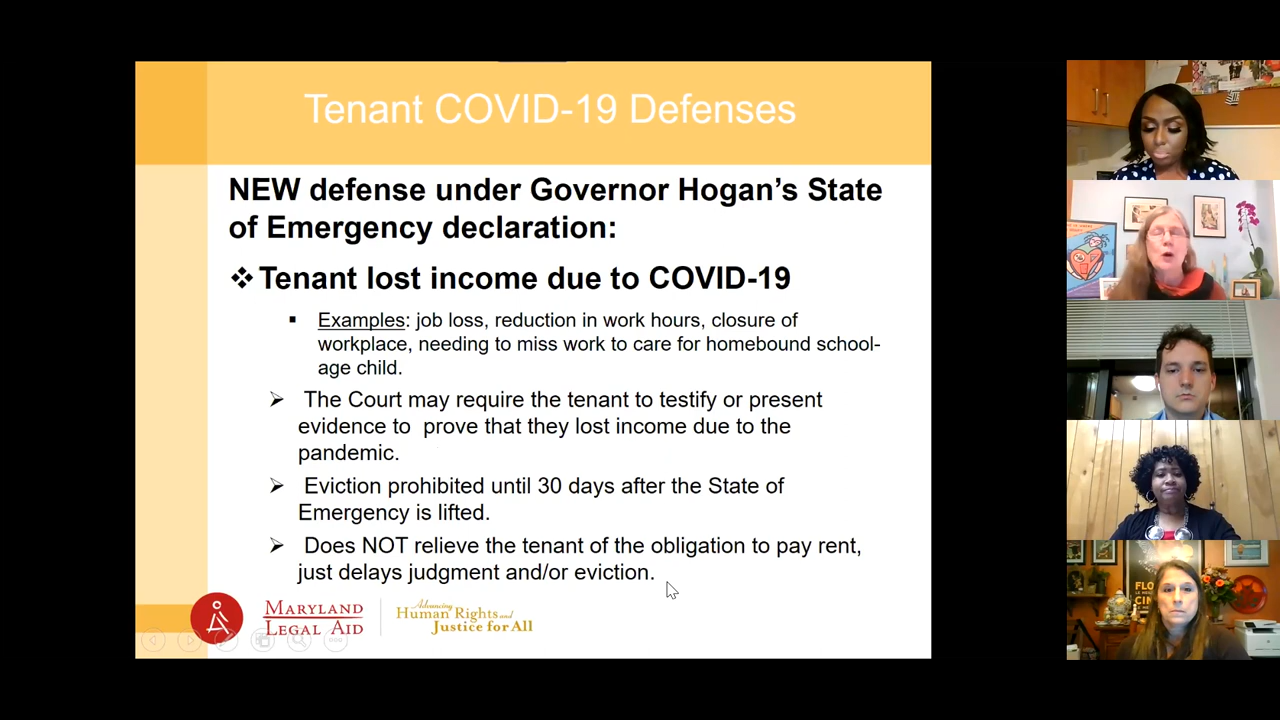 Tenant COVID-19 Defenses
NEW defense under Governor Hogan's State
of Emergency declaration:
❖ Tenant lost income due to COVID-19
▪ Examples: job loss, reduction in work hours, closure of
workplace, needing to miss work to care for homebound school-
age child.
➢ The Court may require the tenant to testify or present
evidence to prove that they lost income due to the
pandemic.
➢ Eviction prohibited until 30 days after the State of
Emergency is lifted.
➢ Does NOT relieve the tenant of the obligation to pay rent,
just delays judgment and/or eviction.
MARYLAND
LEGAL AID
Advancing
Human Rights and
Justice for All